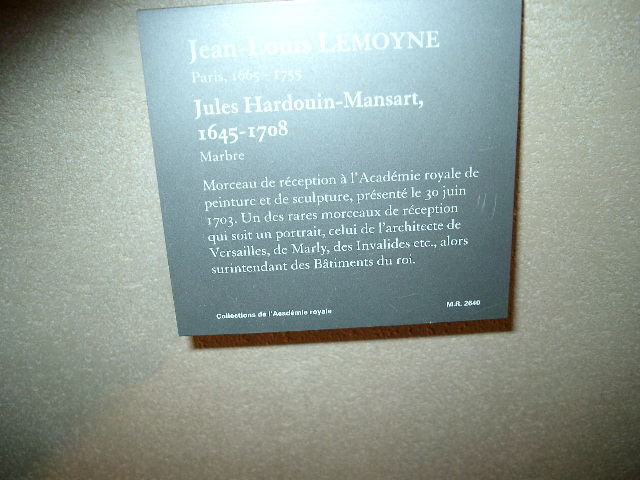 Jean-Louis LEMOYNE
Paris, 1665 - 1755
Jules Hardouin-Mansart,
1645-1708
Marbre
Morceau de réception à l'Académie royale de
peinture et de sculpture, présenté le 30 juin
1703. Un des rares morceaux de réception
qui soit un portrait, celui de l'architecte de
Versailles, de Marly, des Invalides etc., alors
surintendant des Bâtiments du roi.
Collections de l'Académie royale
M.R. 2640